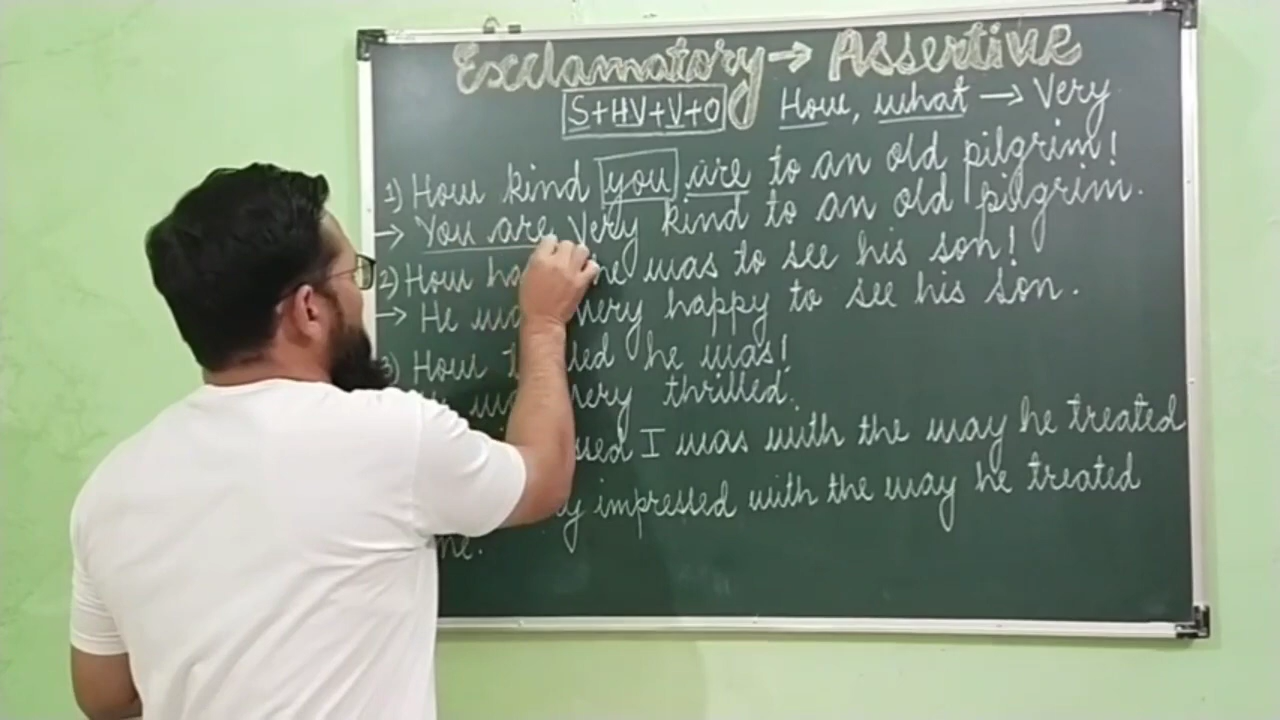 Exclamatory → Assertive
S+HV+V+O How, what → Very
1) How kind you are to an old pilgrim!
→ You are Very kind to an old pilgrim.
2) How he was to see his son!
→ He very happy to see his son.
3) How he was!
very thrilled.
I was with the way he treated
impressed with the way he treated
me.